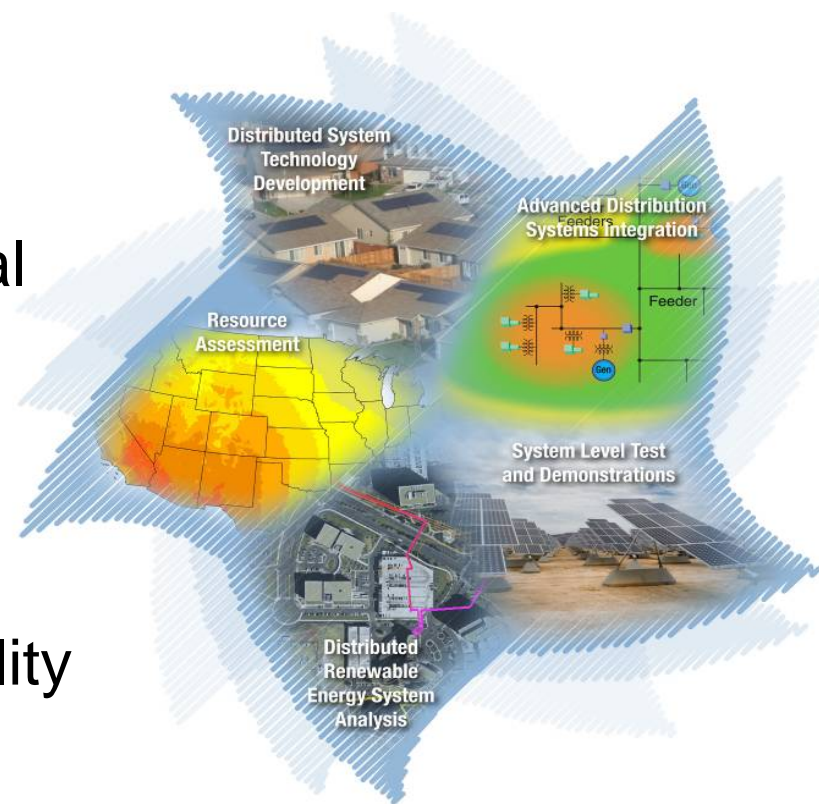 Distributed System
Technology
Development
Advanced Distribution
Feeders
Systems Integration
Gen
al
Feeder
Resource
Assessment
Gen
System Level Test
and Demonstrations
lity
Distributed
Renewable
Energy System
Analysis